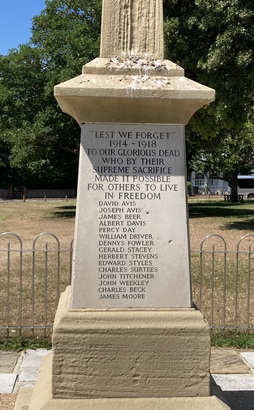 "LEST WE FORGET"
1914 - 1918
TO OUR GLORIOUS DEAD
WHO BY THEIR
SUPREME SACRIFICE
MADE IT POSSIBLE
FOR OTHERS TO LIVE
IN FREEDOM
DAVID AVIS
JOSEPH AVIS
JAMES BEER
ALBERT DAVIS
PERCY DAY
WILLIAM DRIVER
DENNYS FOWLER
GERALD STACEY
HERBERT STEVENS
EDWARD STYLES
CHARLES SURTEES
JOHN TITCHENER
JOHN WEEKLEY
CHARLES BECK
JAMES MOORE